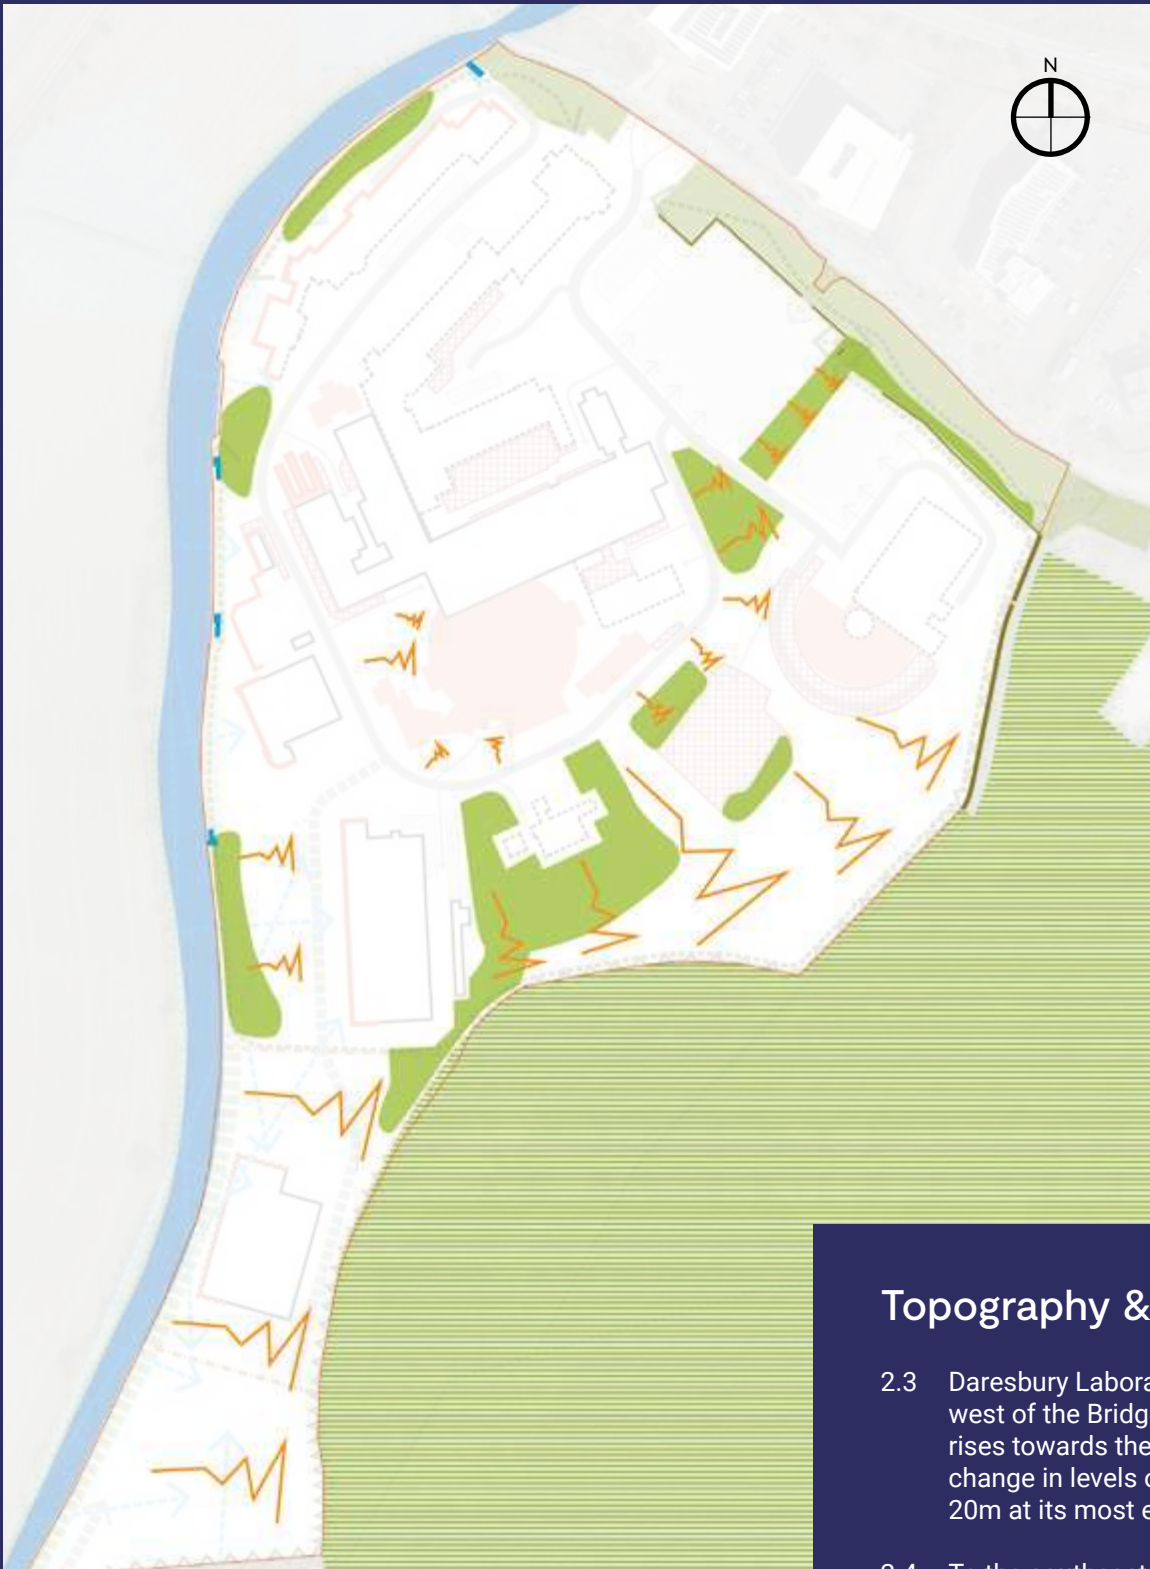 N
Topography &
2.3 Daresbury Labora
west of the Bridg
rises towards the
change in levels o
20m at its most e